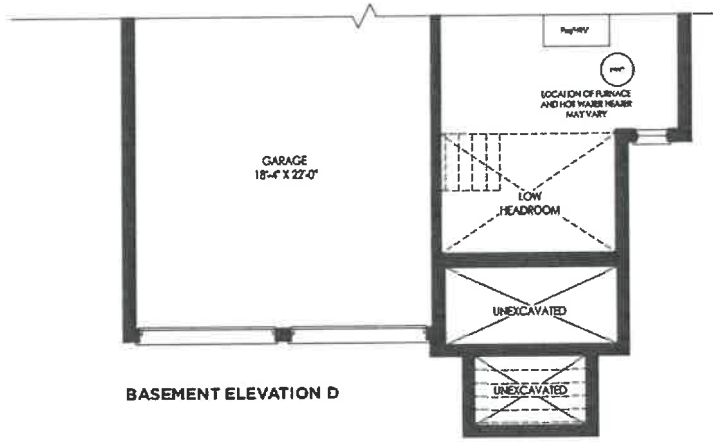 LOCATION OF FURNACE
AND HOT WATER HEATER
MAY VARY
GARAGE
18'-4" X 22'-0"
LOW
HEADROOM
UNEXCAVATED
UNEXCAVATED
BASEMENT ELEVATION D